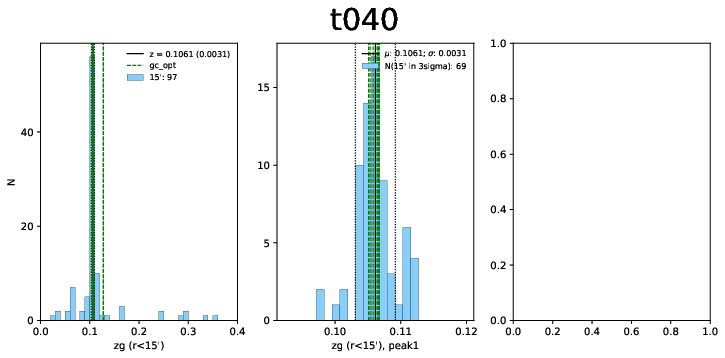 t040
z = 0.1061 (0.0031)
gc_opt
15': 97
N
0
20
40
0.0 0.1 0.2 0.3 0.4
zg (r<15')
μ: 0.1061; σ: 0.0031
N(15' in 3sigma): 69
0
5
10
15
0.10 0.11 0.12
zg (r<15'), peak1
1.0
0.8
0.6
0.4
0.2
0.0
0.0 0.2 0.4 0.6 0.8 1.0